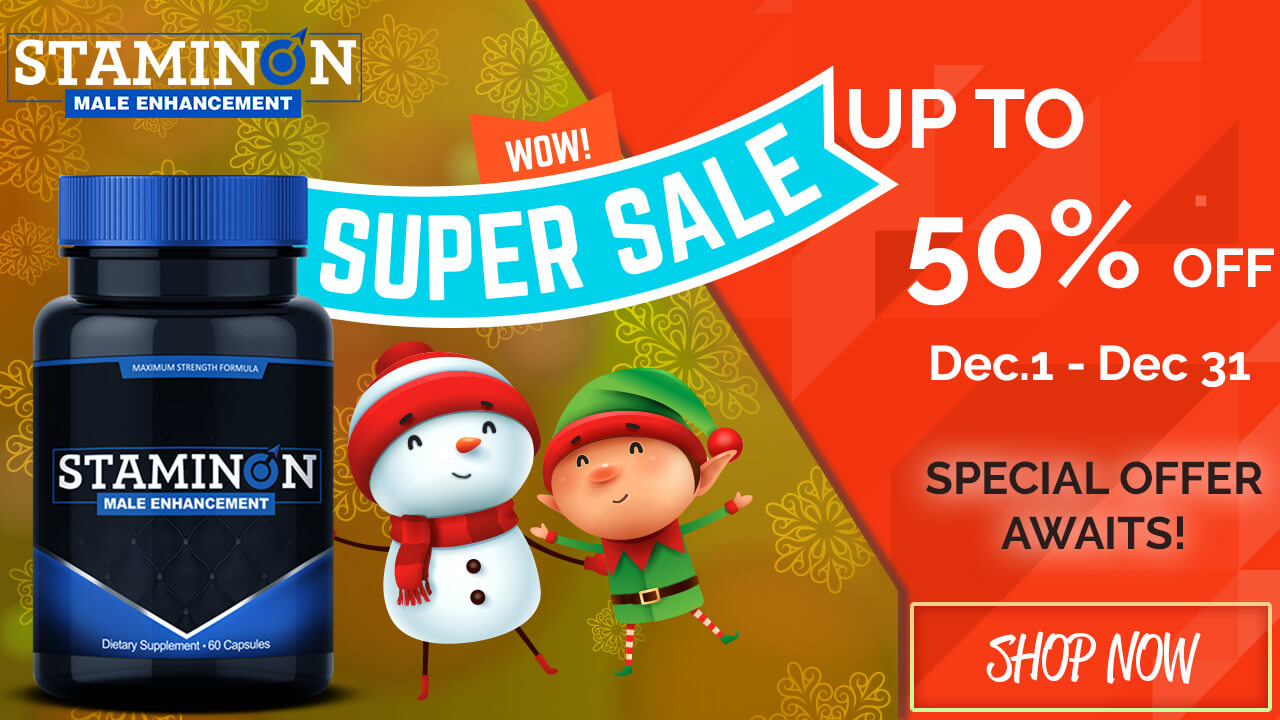 STAMINON
MALE ENHANCEMENT
WOW!
SUPER SALE
UP TO
50% OFF
Dec.1 - Dec 31
SPECIAL OFFER
AWAITS!
SHOP NOW
MAXIMUM STRENGTH FORMULA
STAMINON
MALE ENHANCEMENT
Dietary Supplement • 60 Capsules